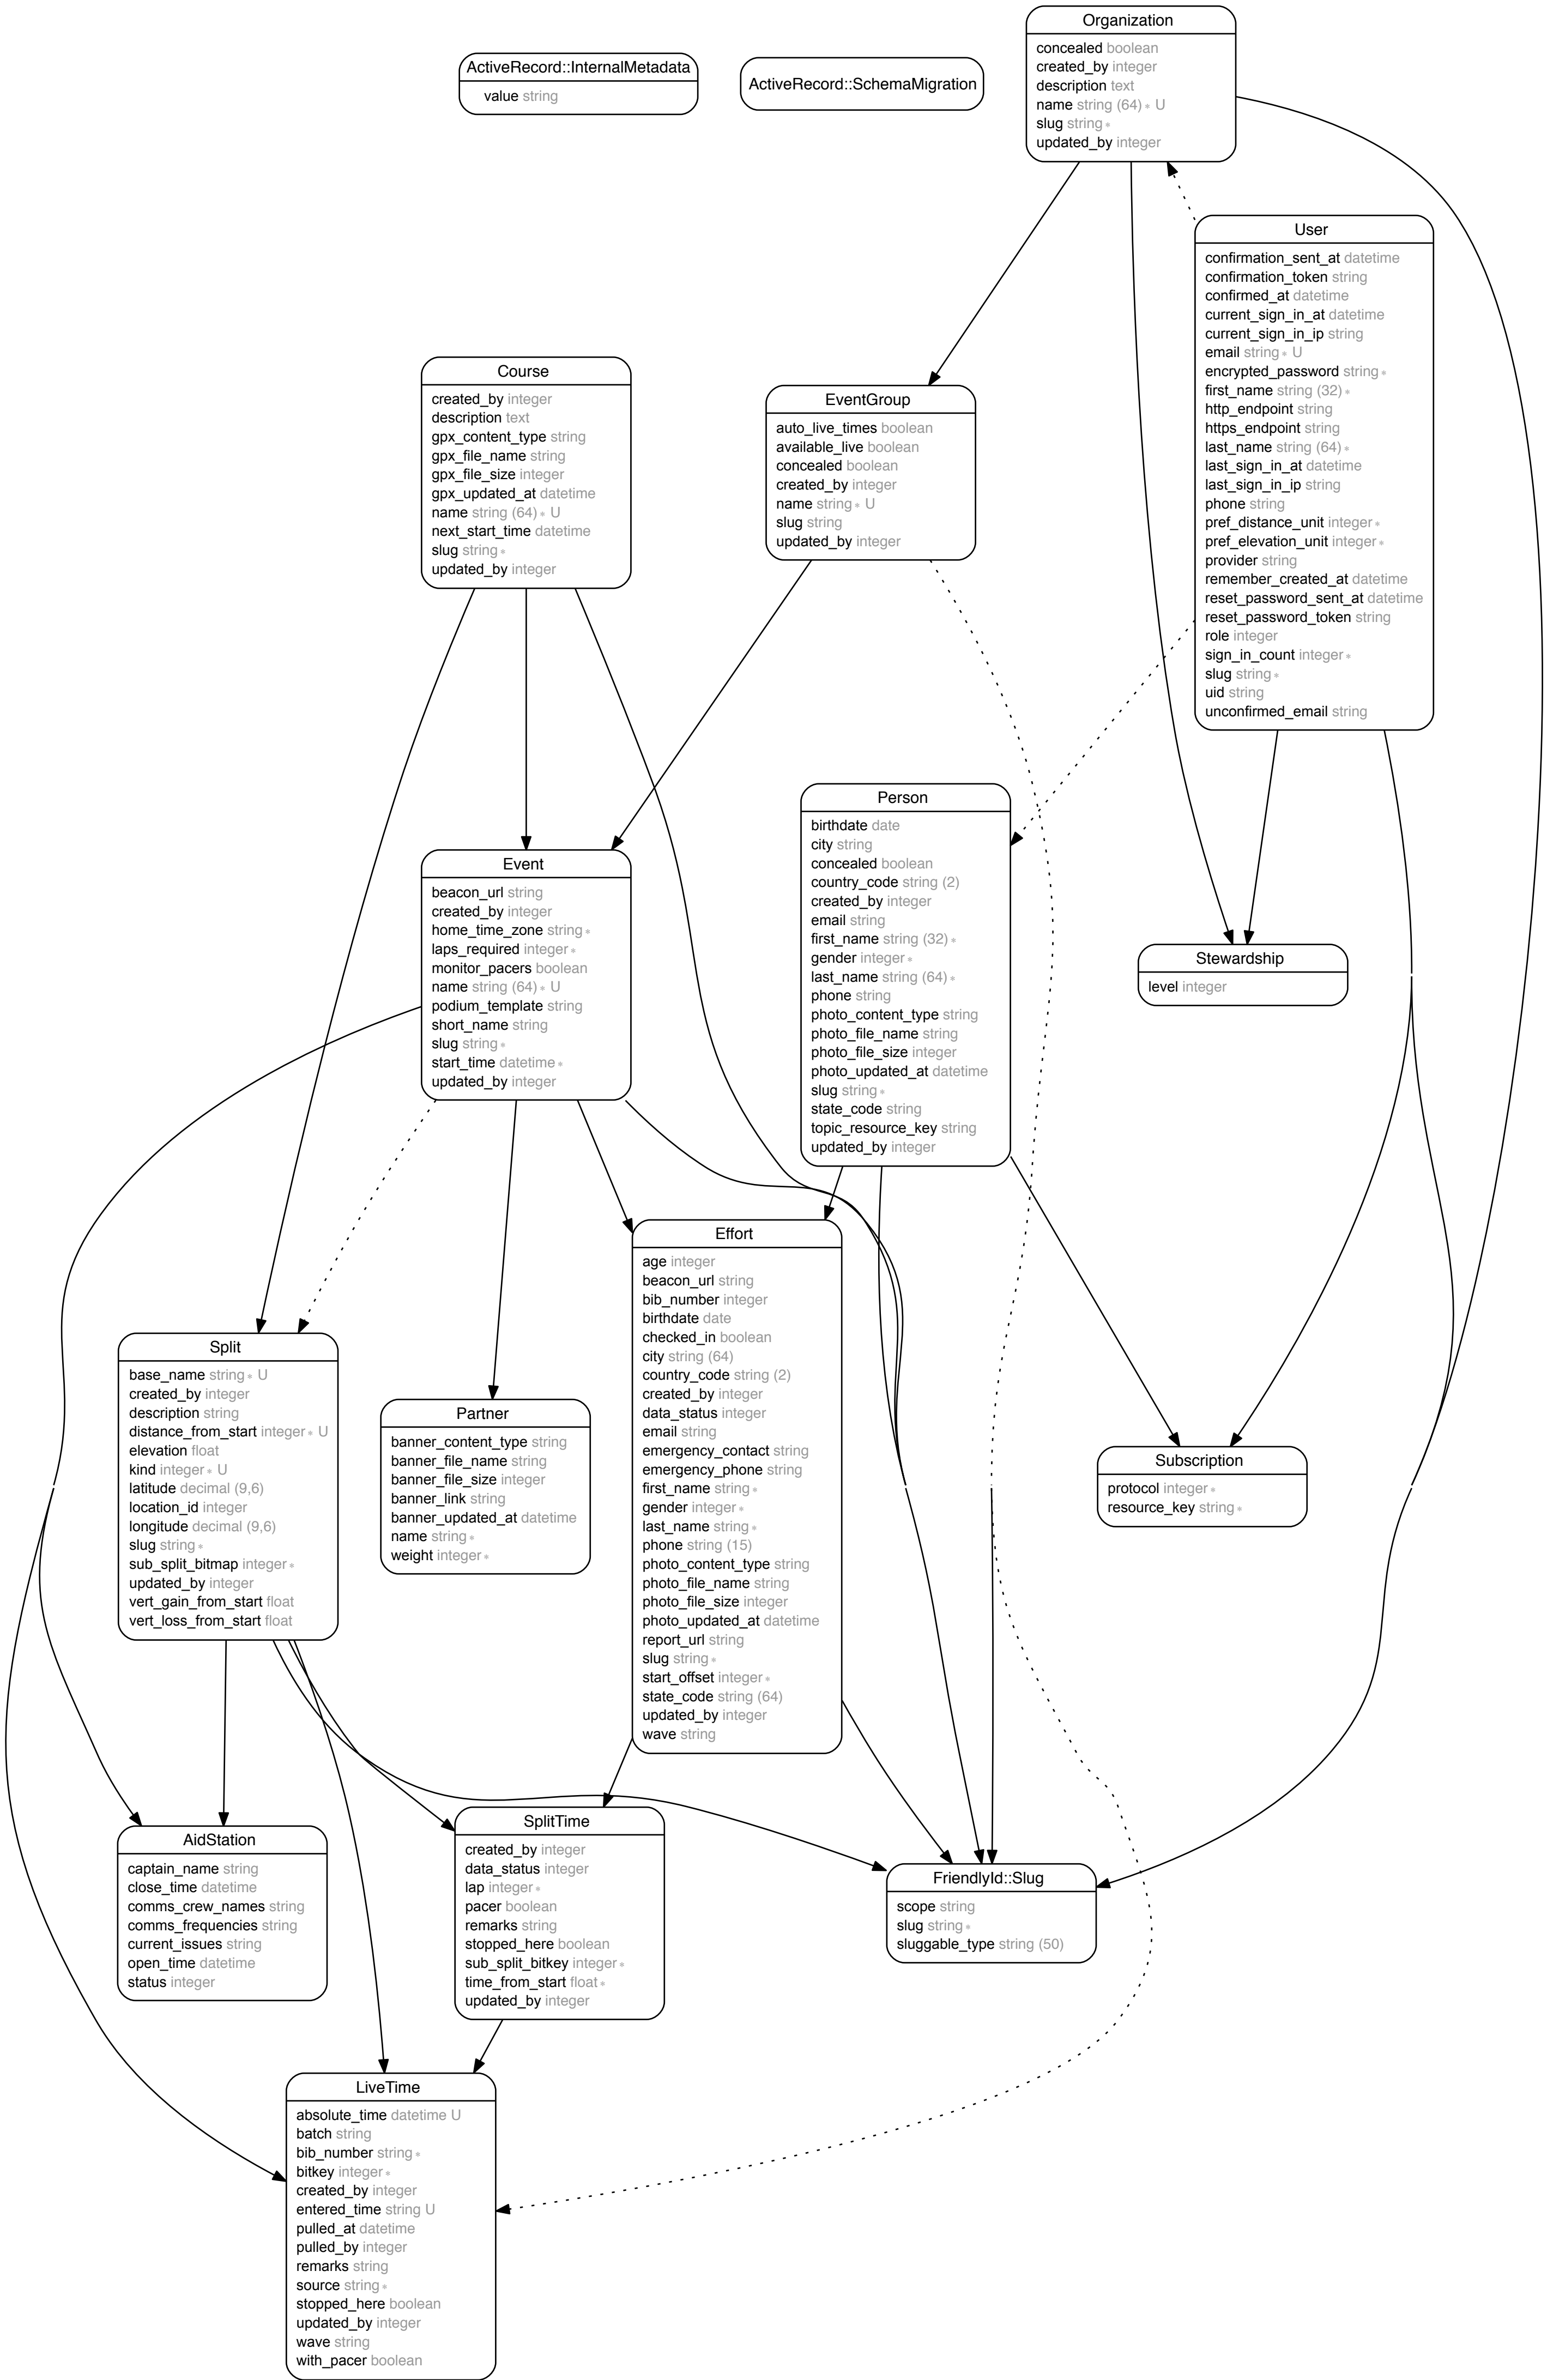 Organization
concealed boolean
created_by integer
description text
name string (64)∗ U
slug string∗
updated_by integer
ActiveRecord::InternalMetadata
value string
ActiveRecord::SchemaMigration
User
confirmation_sent_at datetime
confirmation_token string
confirmed_at datetime
current_sign_in_at datetime
current_sign_in_ip string
email string∗ U
encrypted_password string∗
first_name string (32)∗
http_endpoint string
https_endpoint string
last_name string (64)∗
last_sign_in_at datetime
last_sign_in_ip string
phone string
pref_distance_unit integer∗
pref_elevation_unit integer∗
provider string
remember_created_at datetime
reset_password_sent_at datetime
reset_password_token string
role integer
sign_in_count integer∗
slug string∗
uid string
unconfirmed_email string
Course
created_by integer
description text
gpx_content_type string
gpx_file_name string
gpx_file_size integer
gpx_updated_at datetime
name string (64)∗ U
next_start_time datetime
slug string∗
updated_by integer
EventGroup
auto_live_times boolean
available_live boolean
concealed boolean
created_by integer
name string∗ U
slug string
updated_by integer
Person
birthdate date
city string
concealed boolean
country_code string (2)
created_by integer
email string
first_name string (32)∗
gender integer∗
last_name string (64)∗
phone string
photo_content_type string
photo_file_name string
photo_file_size integer
photo_updated_at datetime
slug string∗
state_code string
topic_resource_key string
updated_by integer
Event
beacon_url string
created_by integer
home_time_zone string∗
laps_required integer∗
monitor_pacers boolean
name string (64)∗ U
podium_template string
short_name string
slug string∗
start_time datetime∗
updated_by integer
Stewardship
level integer
Effort
age integer
beacon_url string
bib_number integer
birthdate date
checked_in boolean
city string (64)
country_code string (2)
created_by integer
data_status integer
email string
emergency_contact string
emergency_phone string
first_name string∗
gender integer∗
last_name string∗
phone string (15)
photo_content_type string
photo_file_name string
photo_file_size integer
photo_updated_at datetime
report_url string
slug string∗
start_offset integer∗
state_code string (64)
updated_by integer
wave string
Split
base_name string∗ U
created_by integer
description string
distance_from_start integer∗ U
elevation float
kind integer∗ U
latitude decimal (9,6)
location_id integer
longitude decimal (9,6)
slug string∗
sub_split_bitmap integer∗
updated_by integer
vert_gain_from_start float
vert_loss_from_start float
Partner
banner_content_type string
banner_file_name string
banner_file_size integer
banner_link string
banner_updated_at datetime
name string∗
weight integer∗
Subscription
protocol integer∗
resource_key string∗
AidStation
captain_name string
close_time datetime
comms_crew_names string
comms_frequencies string
current_issues string
open_time datetime
status integer
SplitTime
created_by integer
data_status integer
lap integer∗
pacer boolean
remarks string
stopped_here boolean
sub_split_bitkey integer∗
time_from_start float∗
updated_by integer
FriendlyId::Slug
scope string
slug string∗
sluggable_type string (50)
LiveTime
absolute_time datetime U
batch string
bib_number string∗
bitkey integer∗
created_by integer
entered_time string U
pulled_at datetime
pulled_by integer
remarks string
source string∗
stopped_here boolean
updated_by integer
wave string
with_pacer boolean